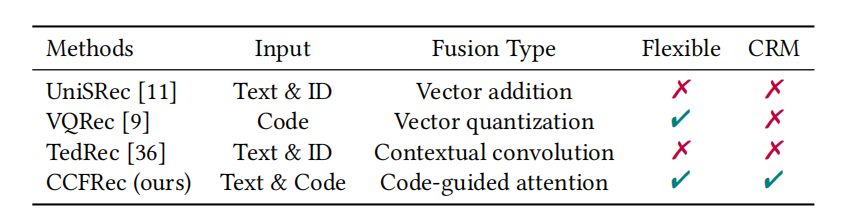 Methods Input Fusion Type Flexible CRM
UniSRec [11] Text & ID Vector addition ✗ ✗
VQRec [9] Code Vector quantization ✓ ✗
TedRec [36] Text & ID Contextual convolution ✗ ✗
CCFRec (ours) Text & Code Code-guided attention ✓ ✓